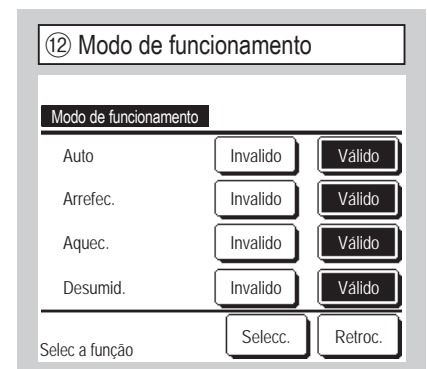 ⑫ Modo de funcionamento
Modo de funcionamento
Auto Invalido Válido
Arrefec. Invalido Válido
Aquec. Invalido Válido
Desumid. Invalido Válido
Selec a função Selecc. Retroc.